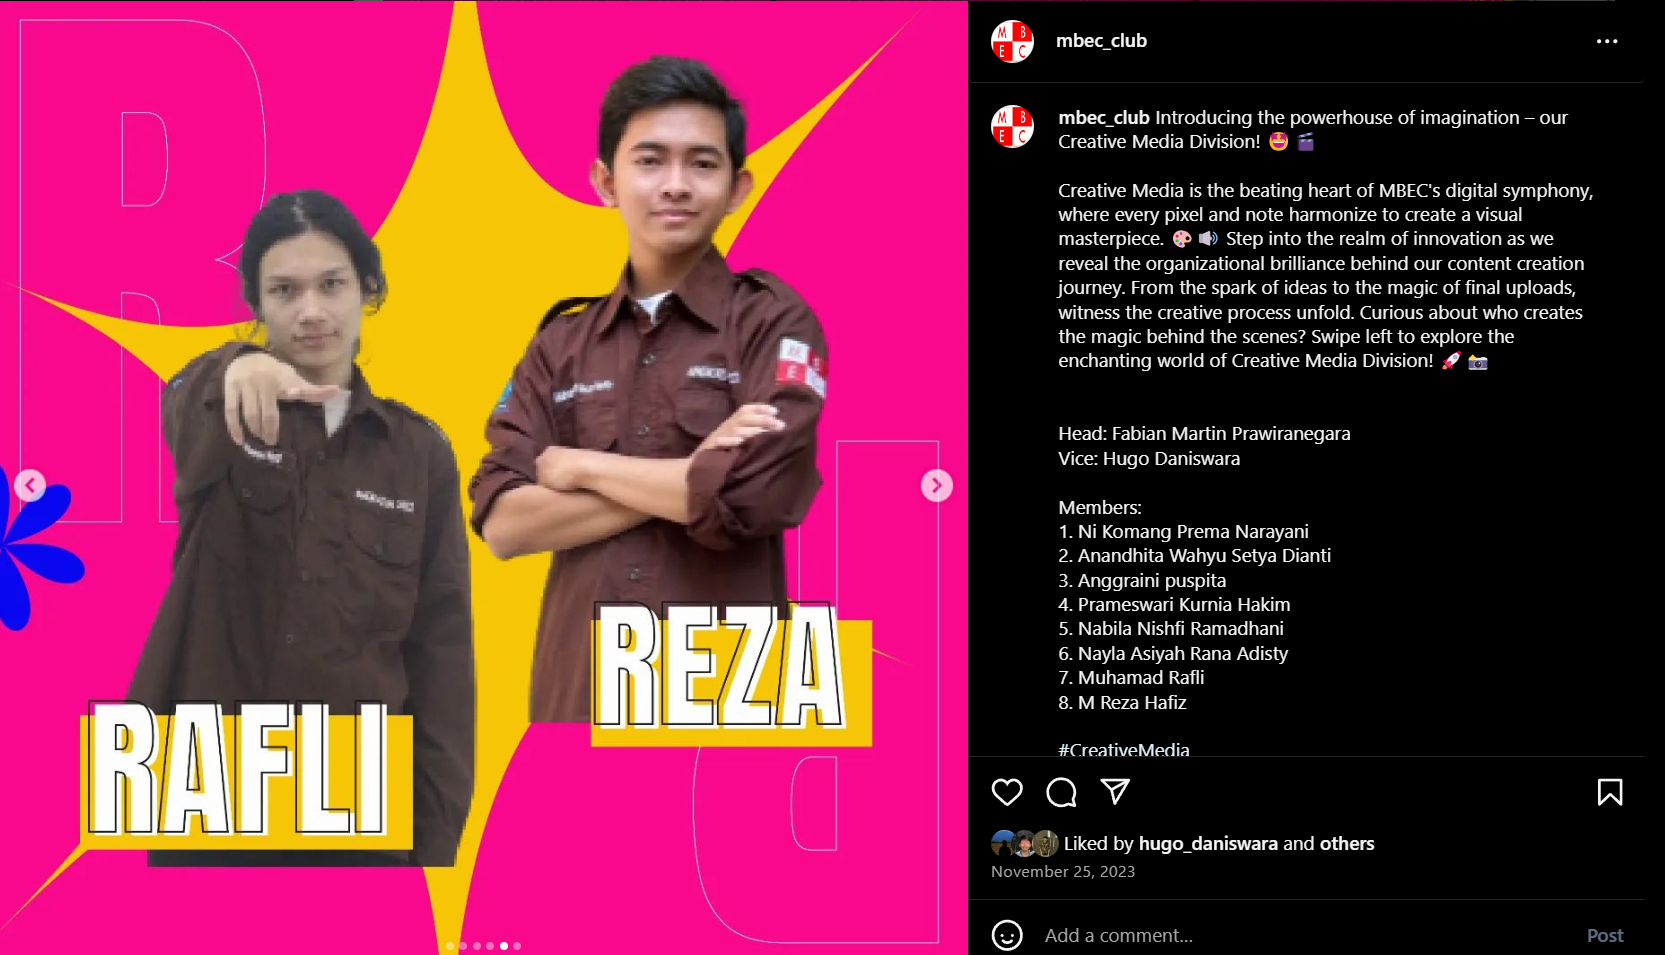 R
R
RAFLI
REZA
M B
E C
mbec_club
M B
E C
mbec_club Introducing the powerhouse of imagination – our
Creative Media Division! 🤩 🎬
Creative Media is the beating heart of MBEC's digital symphony,
where every pixel and note harmonize to create a visual
masterpiece. 🎨 🔊 Step into the realm of innovation as we
reveal the organizational brilliance behind our content creation
journey. From the spark of ideas to the magic of final uploads,
witness the creative process unfold. Curious about who creates
the magic behind the scenes? Swipe left to explore the
enchanting world of Creative Media Division! 🚀 📸
Head: Fabian Martin Prawiranegara
Vice: Hugo Daniswara
Members:
1. Ni Komang Prema Narayani
2. Anandhita Wahyu Setya Dianti
3. Anggraini puspita
4. Prameswari Kurnia Hakim
5. Nabila Nishfi Ramadhani
6. Nayla Asiyah Rana Adisty
7. Muhamad Rafli
8. M Reza Hafiz
#CreativeMedia
Liked by hugo_daniswara and others
November 25, 2023
Add a comment...
Post